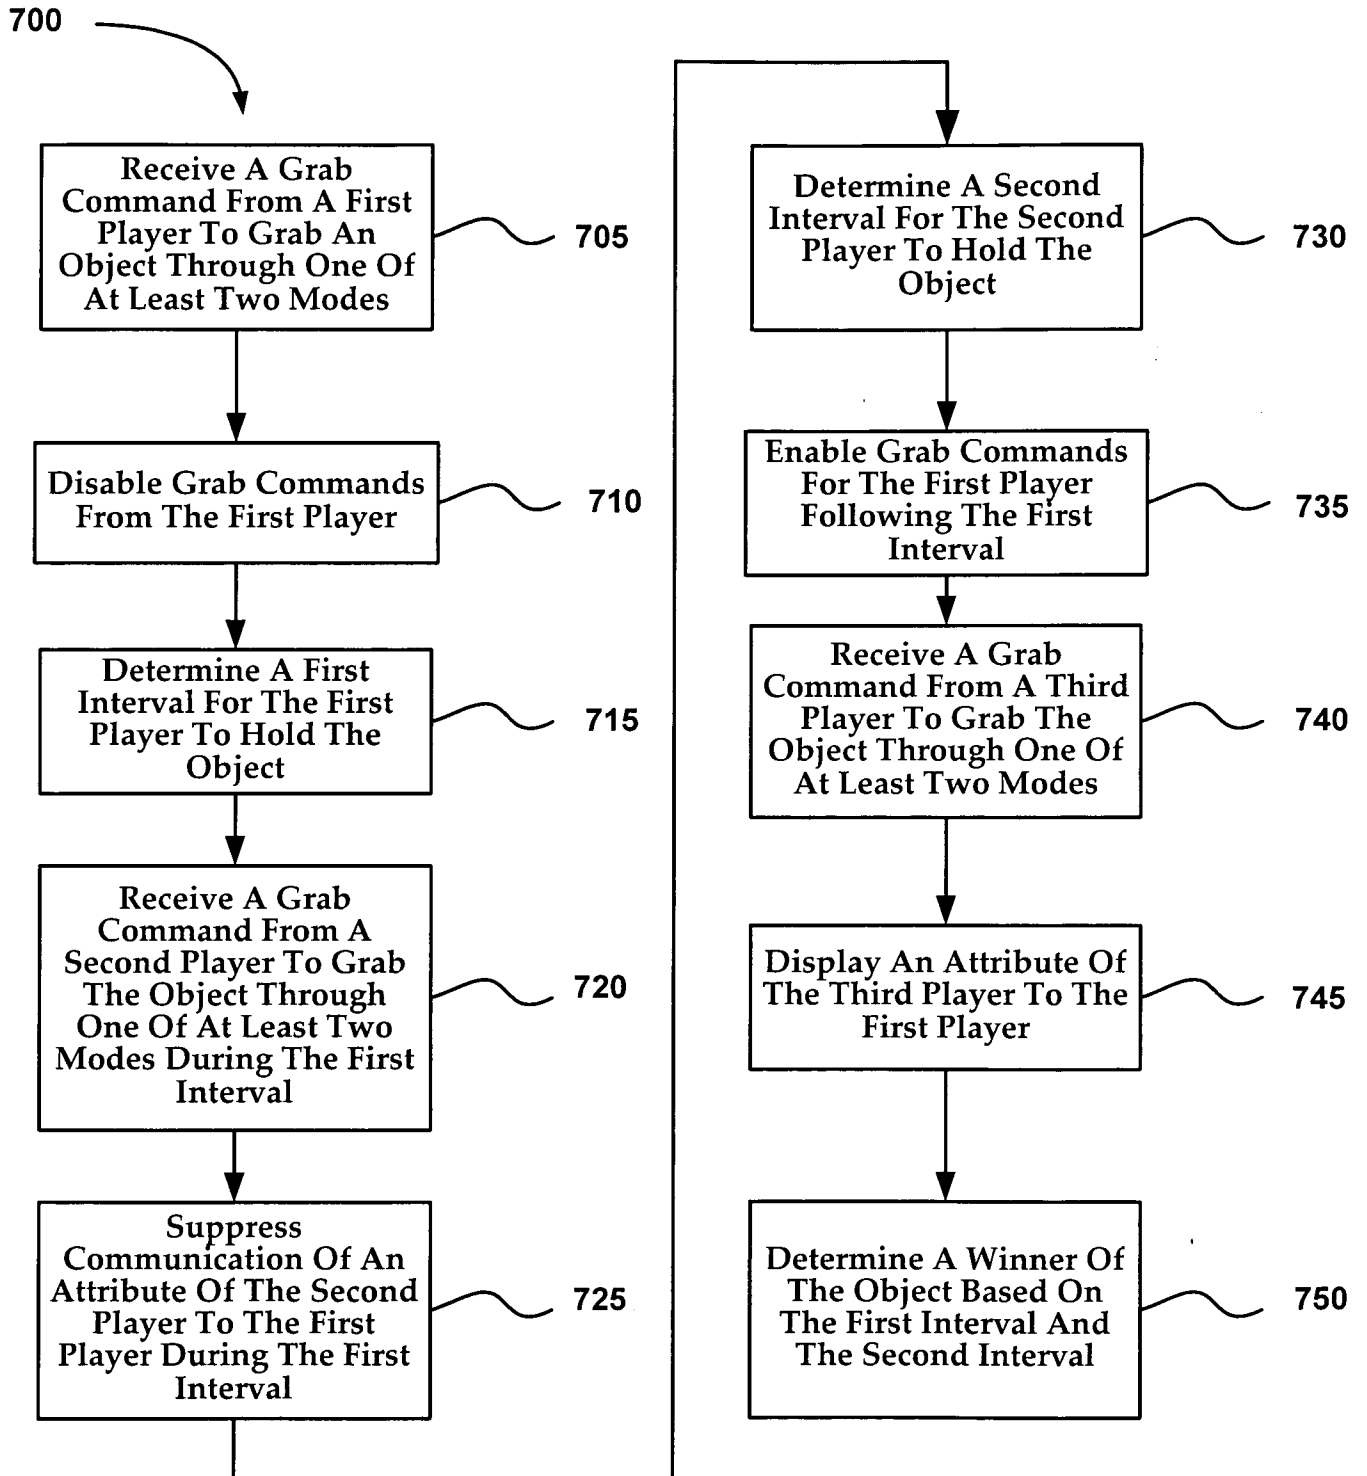 700
Receive A Grab
Command From A First
Player To Grab An
Object Through One Of
At Least Two Modes
705
Disable Grab Commands
From The First Player
710
Determine A First
Interval For The First
Player To Hold The
Object
715
Receive A Grab
Command From A
Second Player To Grab
The Object Through
One Of At Least Two
Modes During The First
Interval
720
Suppress
Communication Of An
Attribute Of The Second
Player To The First
Player During The First
Interval
725
Determine A Second
Interval For The Second
Player To Hold The
Object
730
Enable Grab Commands
For The First Player
Following The First
Interval
735
Receive A Grab
Command From A Third
Player To Grab The
Object Through One Of
At Least Two Modes
740
Display An Attribute Of
The Third Player To The
First Player
745
Determine A Winner Of
The Object Based On
The First Interval And
The Second Interval
750